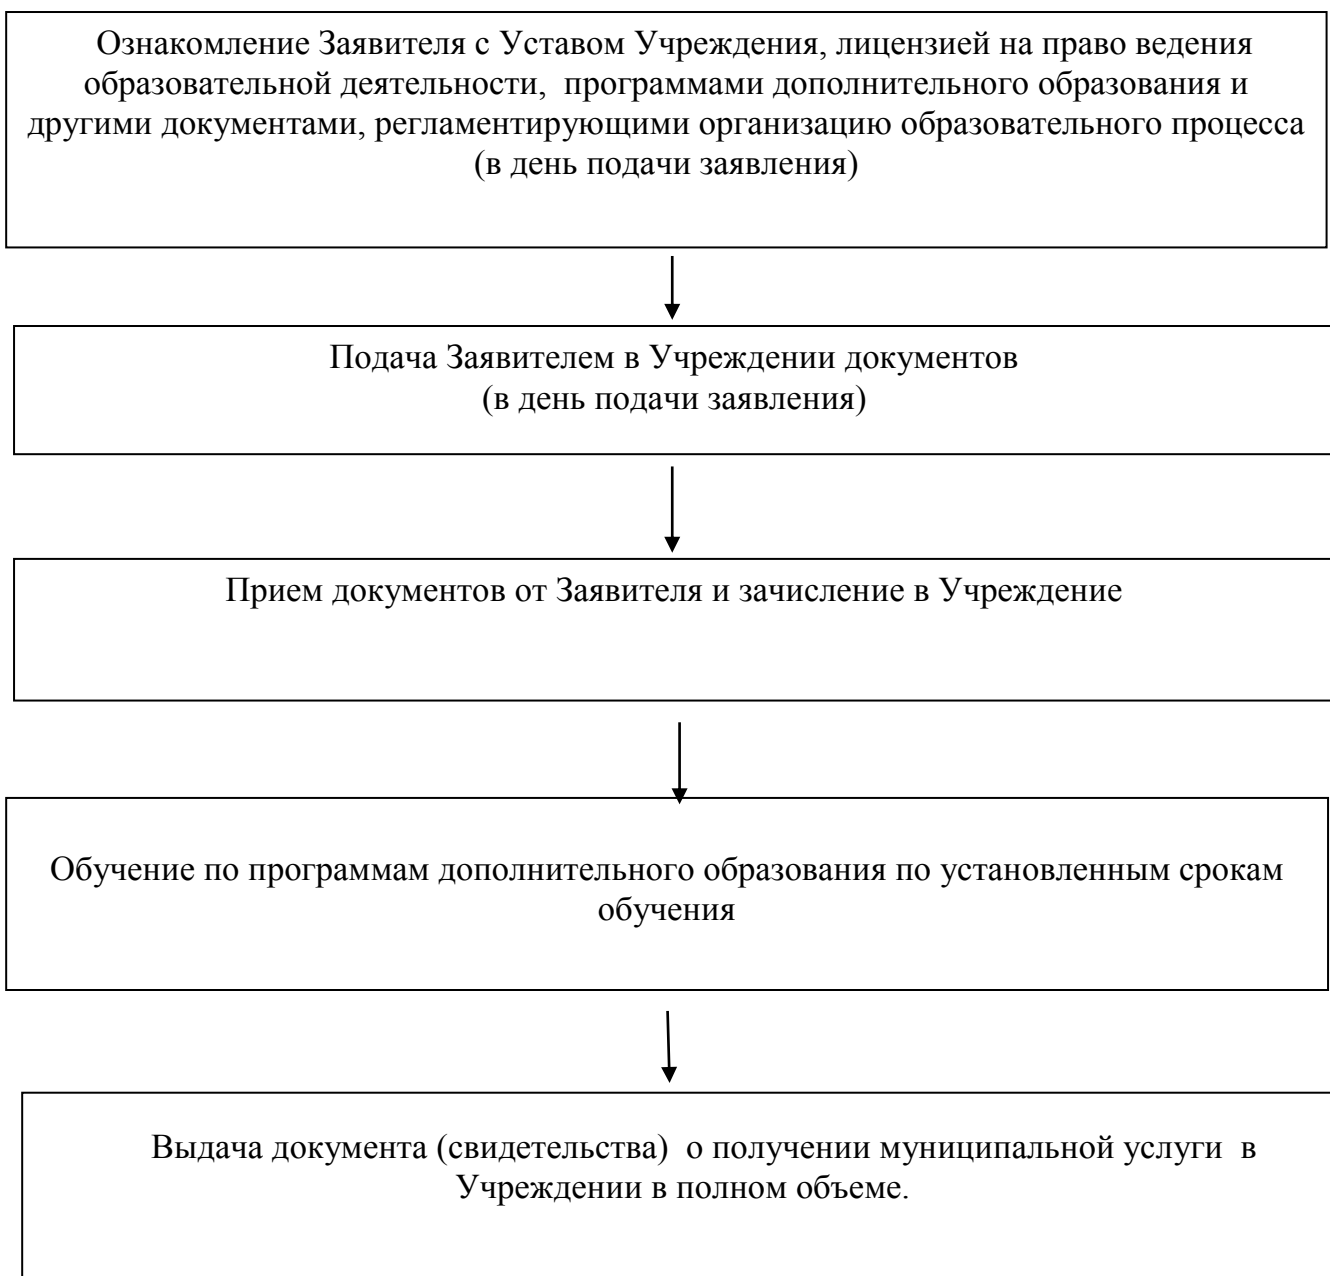 Ознакомление Заявителя с Уставом Учреждения, лицензией на право ведения
образовательной деятельности,  программами дополнительного образования и
другими документами, регламентирующими организацию образовательного процесса
(в день подачи заявления)
Подача Заявителем в Учреждении документов
(в день подачи заявления)
Прием документов от Заявителя и зачисление в Учреждение
Обучение по программам дополнительного образования по установленным срокам
обучения
Выдача документа (свидетельства)  о получении муниципальной услуги  в
Учреждении в полном объеме.